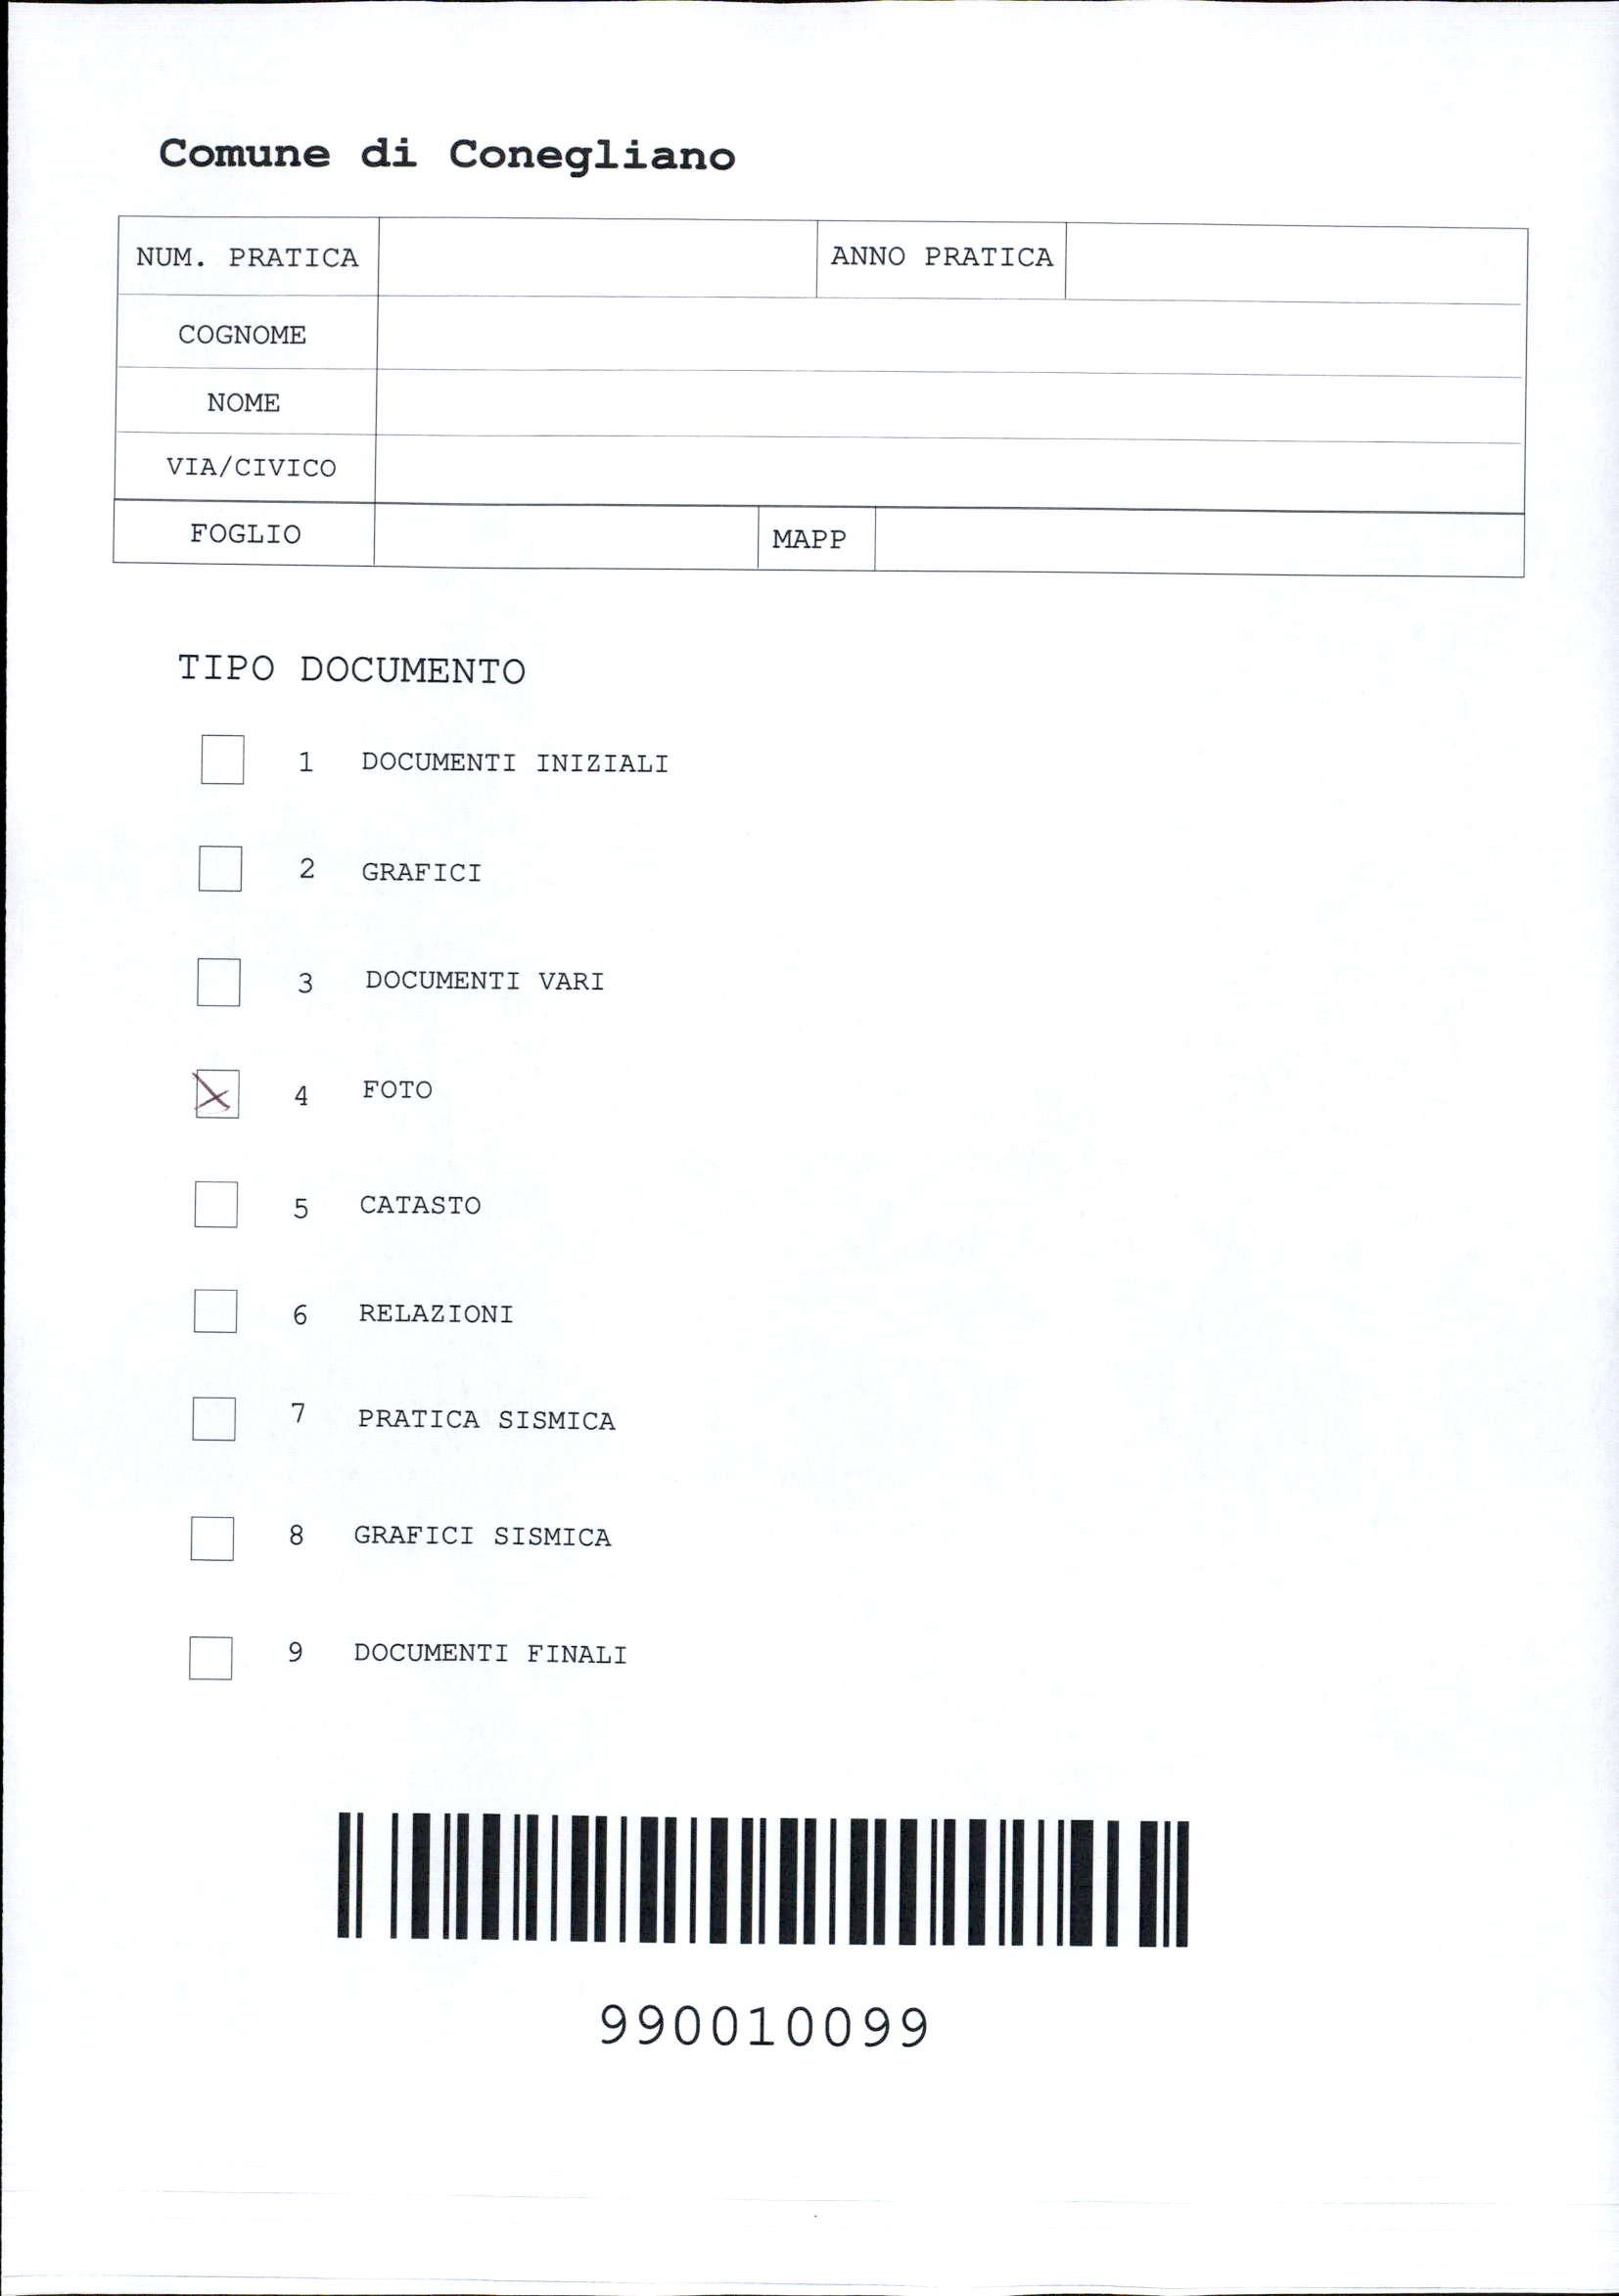 Comune di Conegliano
NUM. PRATICA ANNO PRATICA
COGNOME
NOME
VIA/CIVICO
FOGLIO MAPP
TIPO DOCUMENTO
1 DOCUMENTI INIZIALI
2 GRAFICI
3 DOCUMENTI VARI
4 FOTO
5 CATASTO
6 RELAZIONI
7 PRATICA SISMICA
8 GRAFICI SISMICA
9 DOCUMENTI FINALI
990010099